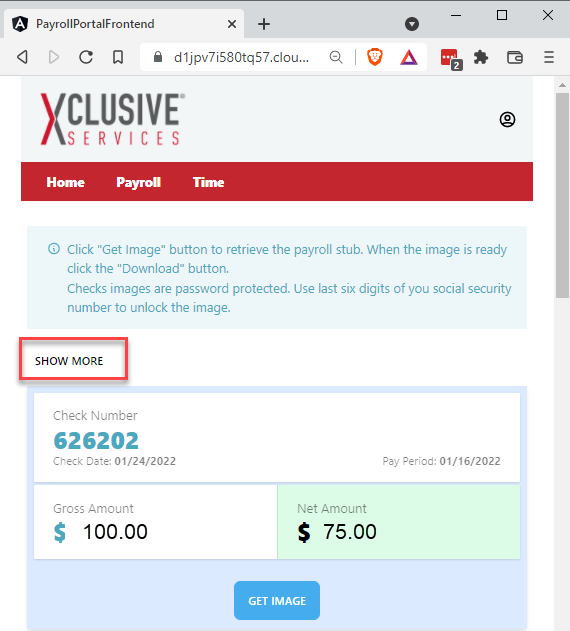 PayrollPortalFrontend
d1jpv7i580tq57.clou...
2
XCLUSIVE®
SERVICES
Home Payroll Time
Click "Get Image" button to retrieve the payroll stub. When the image is ready
click the "Download" button.
Checks images are password protected. Use last six digits of you social security
number to unlock the image.
SHOW MORE
Check Number
626202
Check Date: 01/24/2022 Pay Period: 01/16/2022
Gross Amount Net Amount
$ 100.00 $ 75.00
GET IMAGE